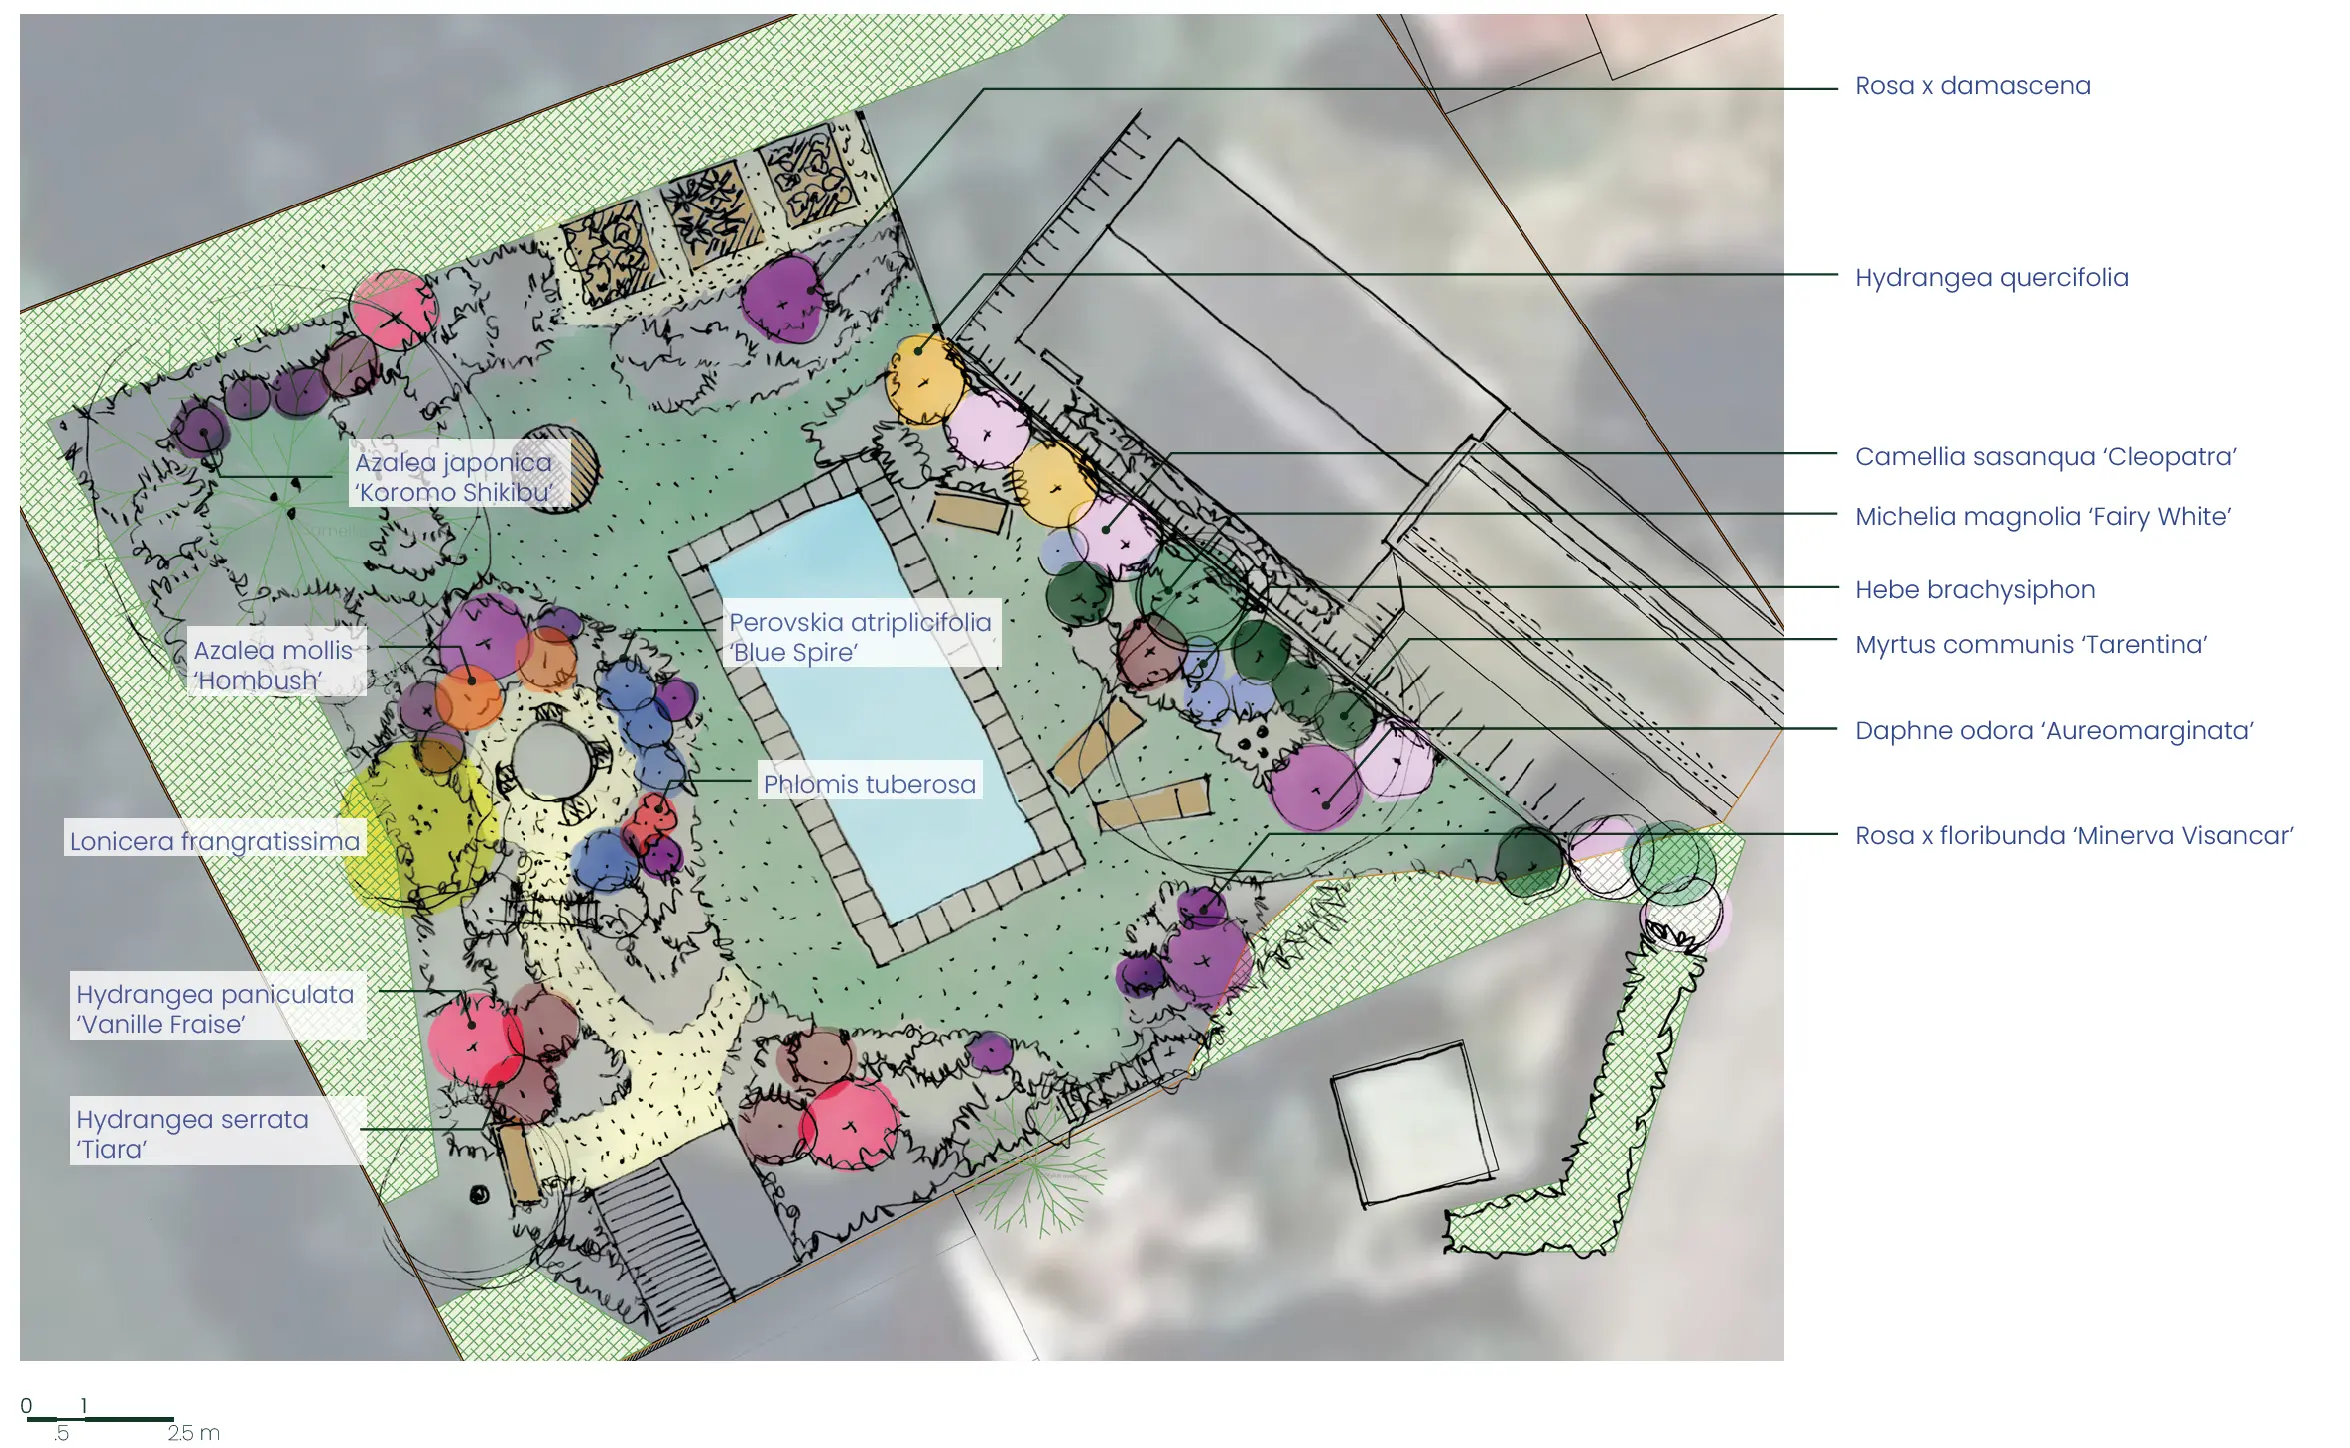 Rosa x damascena
Hydrangea quercifolia
Camellia sasanqua ‘Cleopatra’
Michelia magnolia ‘Fairy White’
Hebe brachysiphon
Myrtus communis ‘Tarentina’
Daphne odora ‘Aureomarginata’
Rosa x floribunda ‘Minerva Visancar’
Azalea japonica
‘Koromo Shikibu’
Azalea mollis
‘Hombush’
Perovskia atriplicifolia
‘Blue Spire’
Phlomis tuberosa
Lonicera frangratissima
Hydrangea paniculata
‘Vanille Fraise’
Hydrangea serrata
‘Tiara’
0 1
.5 2.5 m